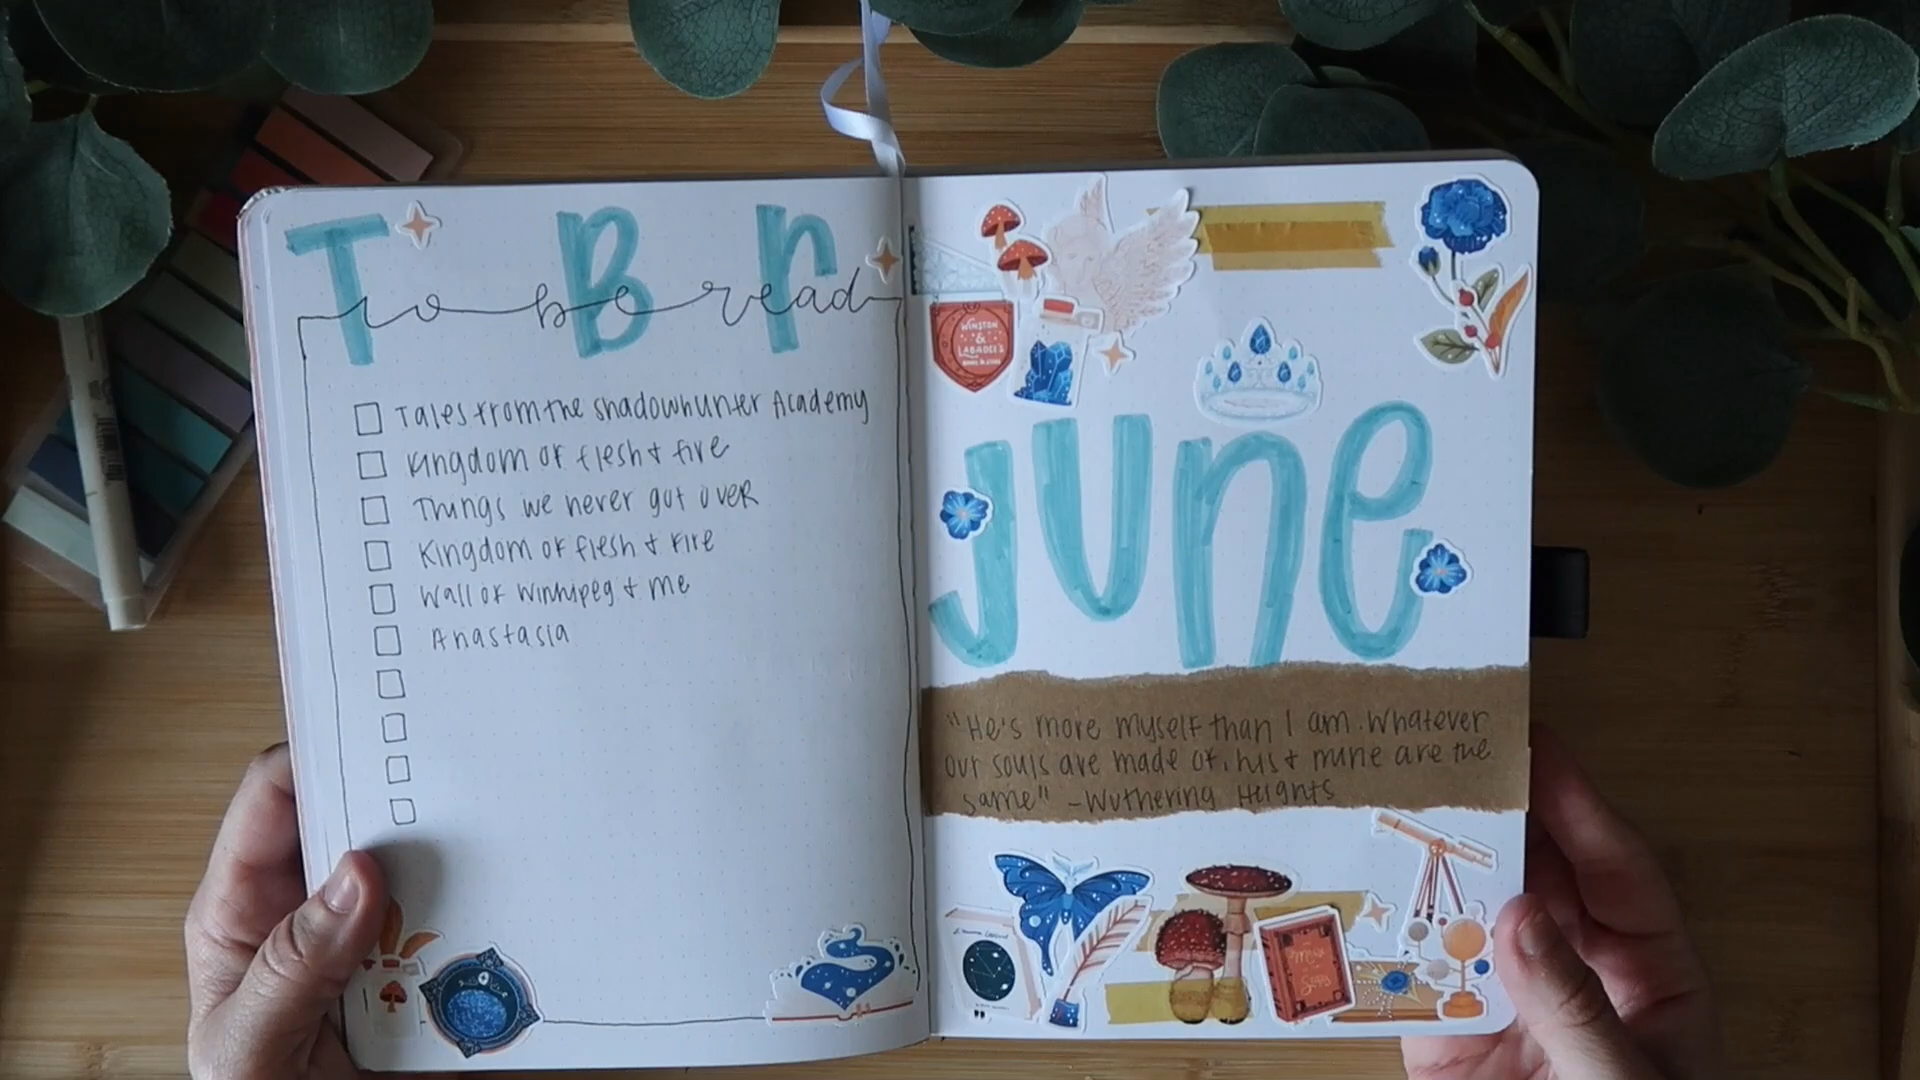 TBr
to be read
Tales from the shadowhunter Academy
Kingdom of flesh & fire
Things we never got over
Kingdom of flesh & fire
Wall of Winnipeg & me
Anastasia
WINSTON
&
LABADEI'S
June
"He's more myself than I am. Whatever
our souls are made of, his & mine are the
same" -Wuthering Heights